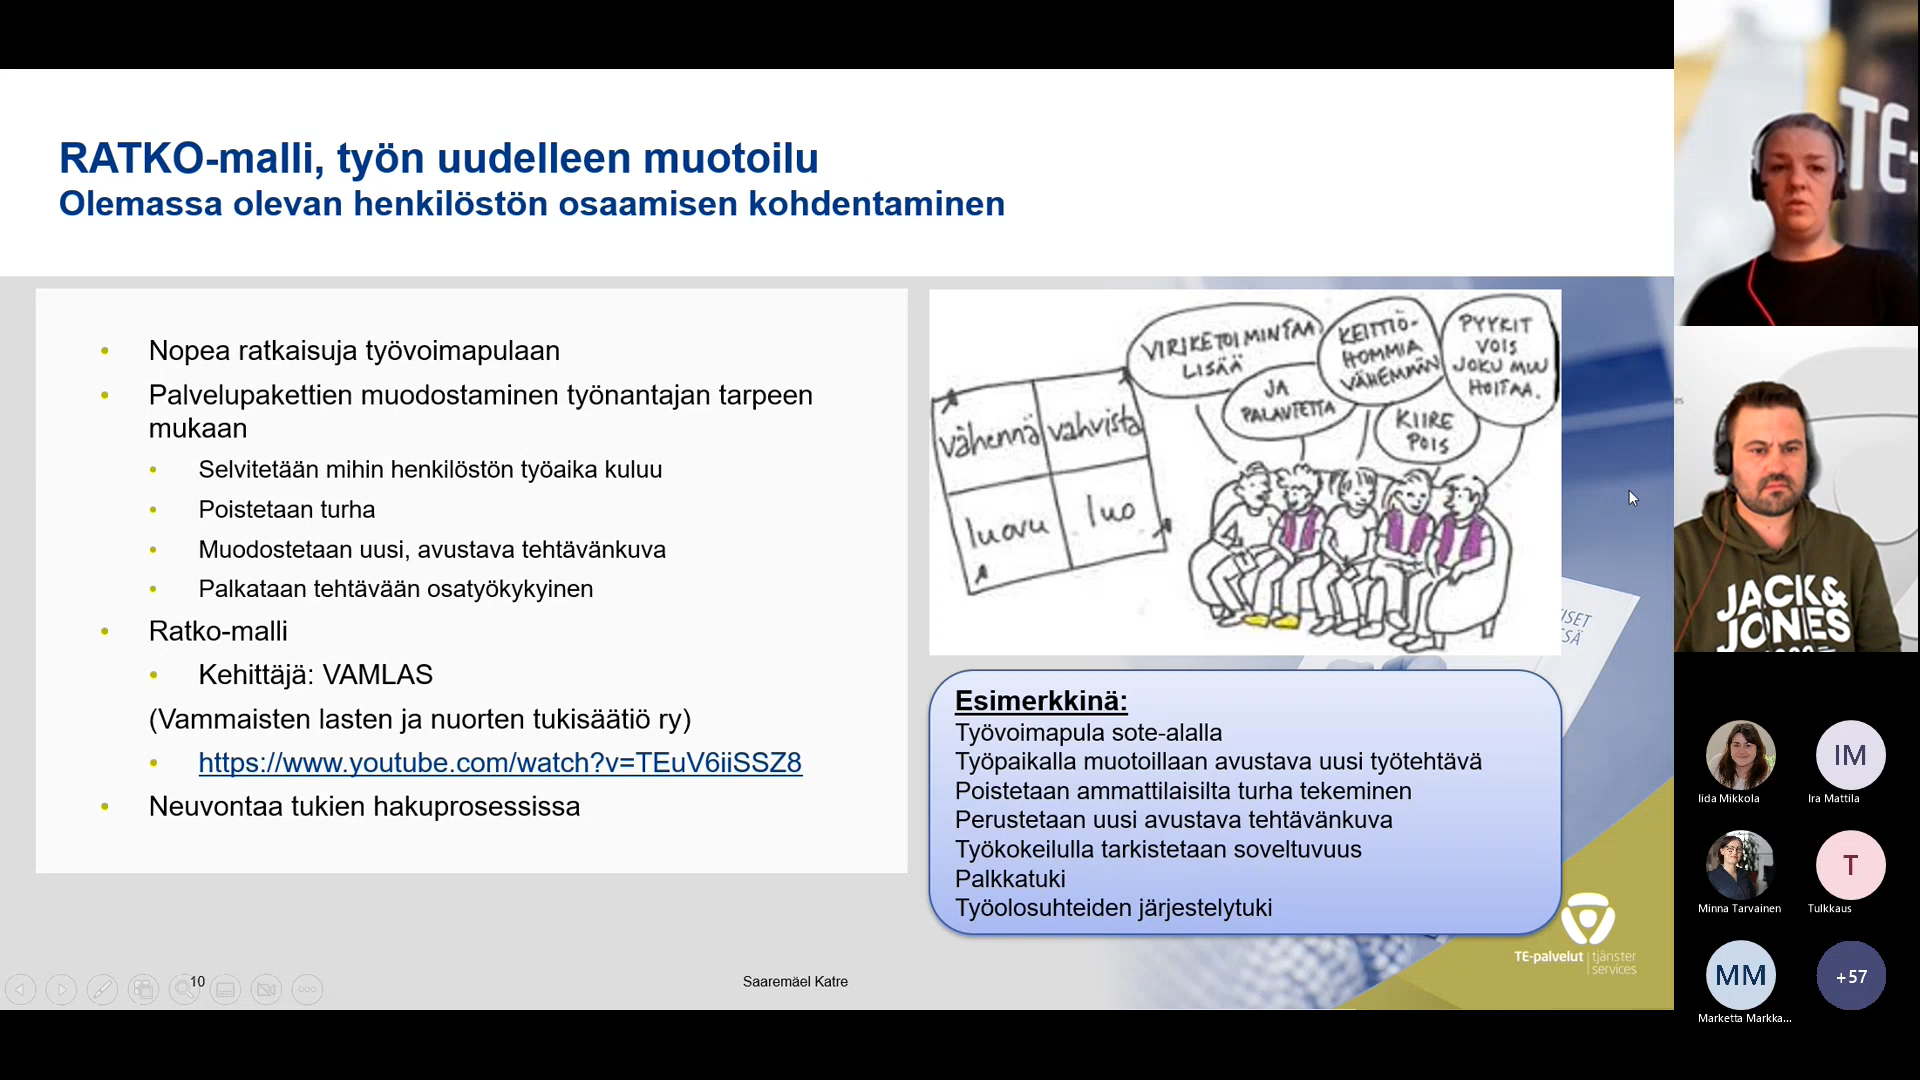 RATKO-malli, työn uudelleen muotoilu
Olemassa olevan henkilöstön osaamisen kohdentaminen
Nopea ratkaisuja työvoimapulaan
Palvelupakettien muodostaminen työnantajan tarpeen
mukaan
Selvitetään mihin henkilöstön työaika kuluu
Poistetaan turha
Muodostetaan uusi, avustava tehtävänkuva
Palkataan tehtävään osatyökykyinen
Ratko-malli
Kehittäjä: VAMLAS
(Vammaisten lasten ja nuorten tukisäätiö ry)
https://www.youtube.com/watch?v=TEuV6iiSSZ8
Neuvontaa tukien hakuprosessissa
vähennä
vahvista
luovu
luo
VIRIKETOIMINTAA
LISÄÄ
JA
PALAUTETTA
KEITTIÖ-
HOMMIA
VÄHEMMÄN
KIIRE
POIS
PYYKIT
VOIS
JOKU MUU
HOITAA.
Esimerkkinä:
Työvoimapula sote-alalla
Työpaikalla muotoillaan avustava uusi työtehtävä
Poistetaan ammattilaisilta turha tekeminen
Perustetaan uusi avustava tehtävänkuva
Työkokeilulla tarkistetaan soveltuvuus
Palkkatuki
Työolosuhteiden järjestelytuki
TE-palvelut tjänster
services
10
Saaremäel Katre
TE-
JACK&
JONES
Iida Mikkola
IM
Ira Mattila
Minna Tarvainen
T
Tulkkaus
MM
Marketta Markka...
+57